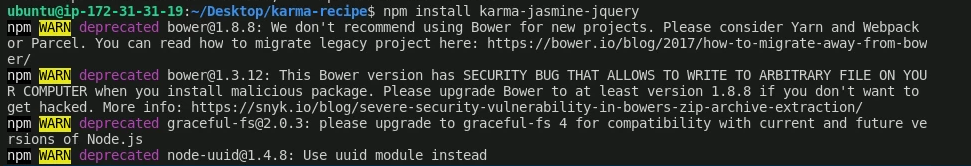 ubuntu@ip-172-31-31-19:~/Desktop/karma-recipe$ npm install karma-jasmine-jquery
npm WARN deprecated bower@1.8.8: We don't recommend using Bower for new projects. Please consider Yarn and Webpack
or Parcel. You can read how to migrate legacy project here: https://bower.io/blog/2017/how-to-migrate-away-from-bow
er/
npm WARN deprecated bower@1.3.12: This Bower version has SECURITY BUG THAT ALLOWS TO WRITE TO ARBITRARY FILE ON YOU
R COMPUTER when you install malicious package. Please upgrade Bower to at least version 1.8.8 if you don't want to
get hacked. More info: https://snyk.io/blog/severe-security-vulnerability-in-bowers-zip-archive-extraction/
npm WARN deprecated graceful-fs@2.0.3: please upgrade to graceful-fs 4 for compatibility with current and future ve
rsions of Node.js
npm WARN deprecated node-uuid@1.4.8: Use uuid module instead